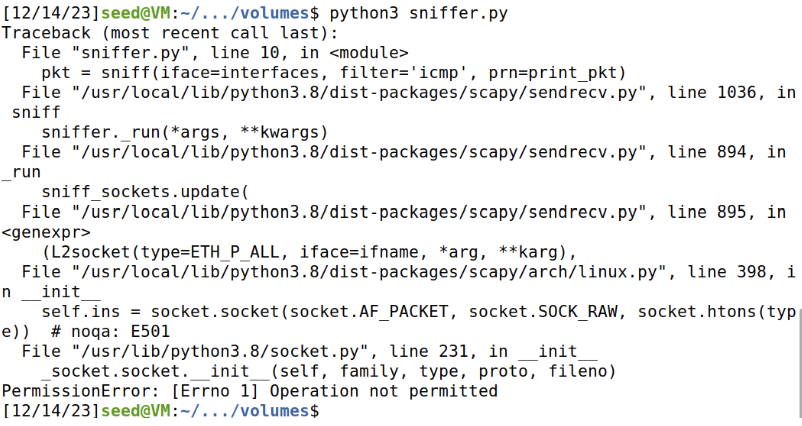 [12/14/23]seed@VM:~/.../volumes$ python3 sniffer.py
Traceback (most recent call last):
  File "sniffer.py", line 10, in <module>
    pkt = sniff(iface=interfaces, filter='icmp', prn=print_pkt)
  File "/usr/local/lib/python3.8/dist-packages/scapy/sendrecv.py", line 1036, in
 sniff
    sniffer._run(*args, **kwargs)
  File "/usr/local/lib/python3.8/dist-packages/scapy/sendrecv.py", line 894, in
_run
    sniff_sockets.update(
  File "/usr/local/lib/python3.8/dist-packages/scapy/sendrecv.py", line 895, in
<genexpr>
    (L2socket(type=ETH_P_ALL, iface=ifname, *arg, **karg),
  File "/usr/local/lib/python3.8/dist-packages/scapy/arch/linux.py", line 398, i
n __init__
    self.ins = socket.socket(socket.AF_PACKET, socket.SOCK_RAW, socket.htons(typ
e))  # noqa: E501
  File "/usr/lib/python3.8/socket.py", line 231, in __init__
    _socket.socket.__init__(self, family, type, proto, fileno)
PermissionError: [Errno 1] Operation not permitted
[12/14/23]seed@VM:~/.../volumes$